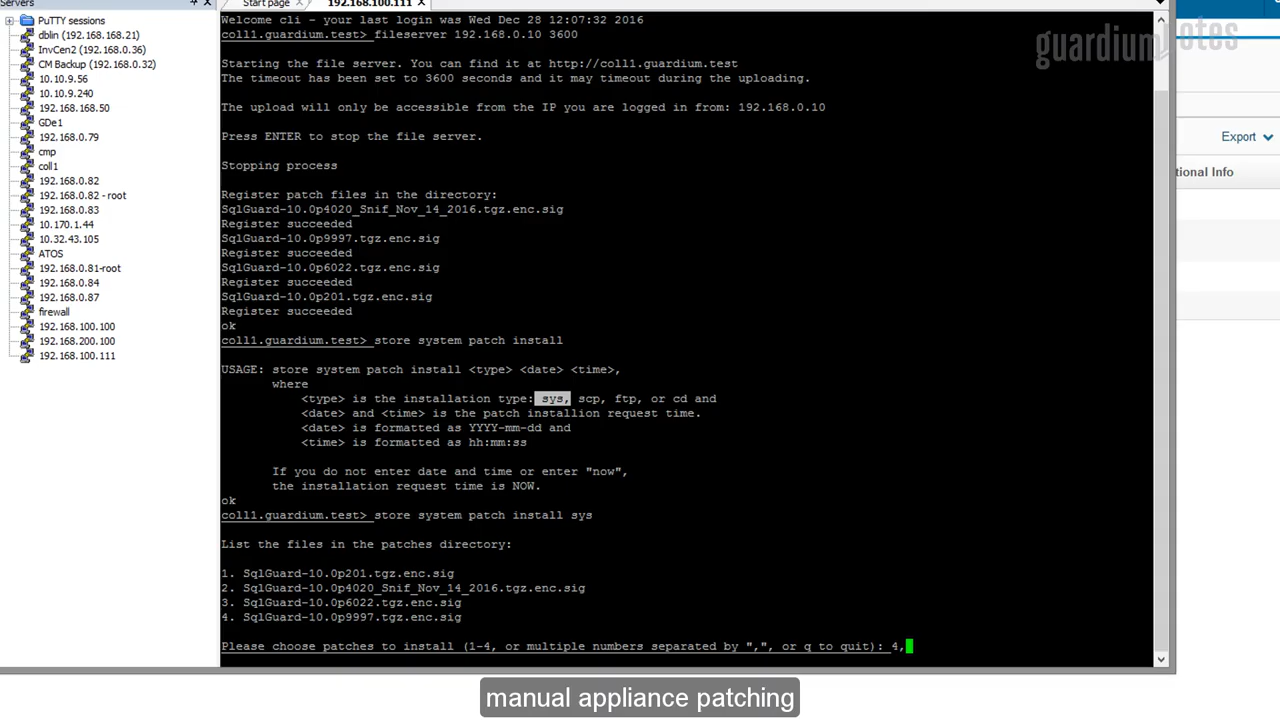 Servers
PuTTY sessions
dblin (192.168.168.21)
InvCen2 (192.168.0.36)
CM Backup (192.168.0.32)
10.10.9.56
10.10.9.240
192.168.168.50
GDe1
192.168.0.79
cmp
coll1
192.168.0.82
192.168.0.82 - root
192.168.0.83
10.170.1.44
10.32.43.105
ATOS
192.168.0.81-root
192.168.0.84
192.168.0.87
firewall
192.168.100.100
192.168.200.100
192.168.100.111
Start page
192.168.100.111
Welcome cli - your last login was Wed Dec 28 12:07:32 2016
coll1.guardium.test> fileserver 192.168.0.10 3600
Starting the file server. You can find it at http://coll1.guardium.test
The timeout has been set to 3600 seconds and it may timeout during the uploading.
The upload will only be accessible from the IP you are logged in from: 192.168.0.10
Press ENTER to stop the file server.
Stopping process
Register patch files in the directory:
SqlGuard-10.0p4020_Snif_Nov_14_2016.tgz.enc.sig
Register succeeded
SqlGuard-10.0p9997.tgz.enc.sig
Register succeeded
SqlGuard-10.0p6022.tgz.enc.sig
Register succeeded
SqlGuard-10.0p201.tgz.enc.sig
Register succeeded
ok
coll1.guardium.test> store system patch install
USAGE: store system patch install <type> <date> <time>,
where
<type> is the installation type: sys, scp, ftp, or cd and
<date> and <time> is the patch installion request time.
<date> is formatted as YYYY-mm-dd and
<time> is formatted as hh:mm:ss
If you do not enter date and time or enter "now",
the installation request time is NOW.
ok
coll1.guardium.test> store system patch install sys
List the files in the patches directory:
1. SqlGuard-10.0p201.tgz.enc.sig
2. SqlGuard-10.0p4020_Snif_Nov_14_2016.tgz.enc.sig
3. SqlGuard-10.0p6022.tgz.enc.sig
4. SqlGuard-10.0p9997.tgz.enc.sig
Please choose patches to install (1-4, or multiple numbers separated by ",", or q to quit): 4,
guardiumnotes
Export
tional Info
manual appliance patching